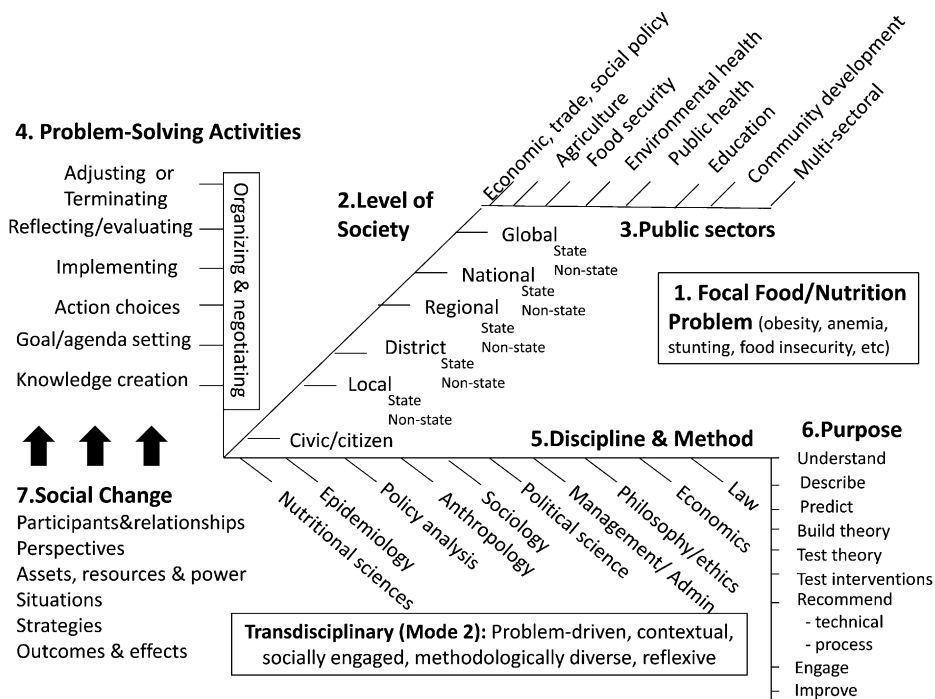 Economic, trade, social policy
Agriculture
Food security
Environmental health
Public health
Education
Community development
Multi-sectoral
4. Problem-Solving Activities
Adjusting or
Terminating
Reflecting/evaluating
Implementing
Action choices
Goal/agenda setting
Knowledge creation
Organizing & negotiating
2.Level of
Society
3.Public sectors
Global
State
Non-state
National
State
Non-state
Regional
State
Non-state
District
State
Non-state
Local
State
Non-state
Civic/citizen
1. Focal Food/Nutrition
Problem (obesity, anemia,
stunting, food insecurity, etc)
5.Discipline & Method
Nutritional sciences
Epidemiology
Policy analysis
Anthropology
Sociology
Political science
Management/ Admin
Philosophy/ethics
Economics
Law
6.Purpose
Understand
Describe
Predict
Build theory
Test theory
Test interventions
Recommend
- technical
- process
Engage
Improve
7.Social Change
Participants&relationships
Perspectives
Assets, resources & power
Situations
Strategies
Outcomes & effects
Transdisciplinary (Mode 2): Problem-driven, contextual,
socially engaged, methodologically diverse, reflexive